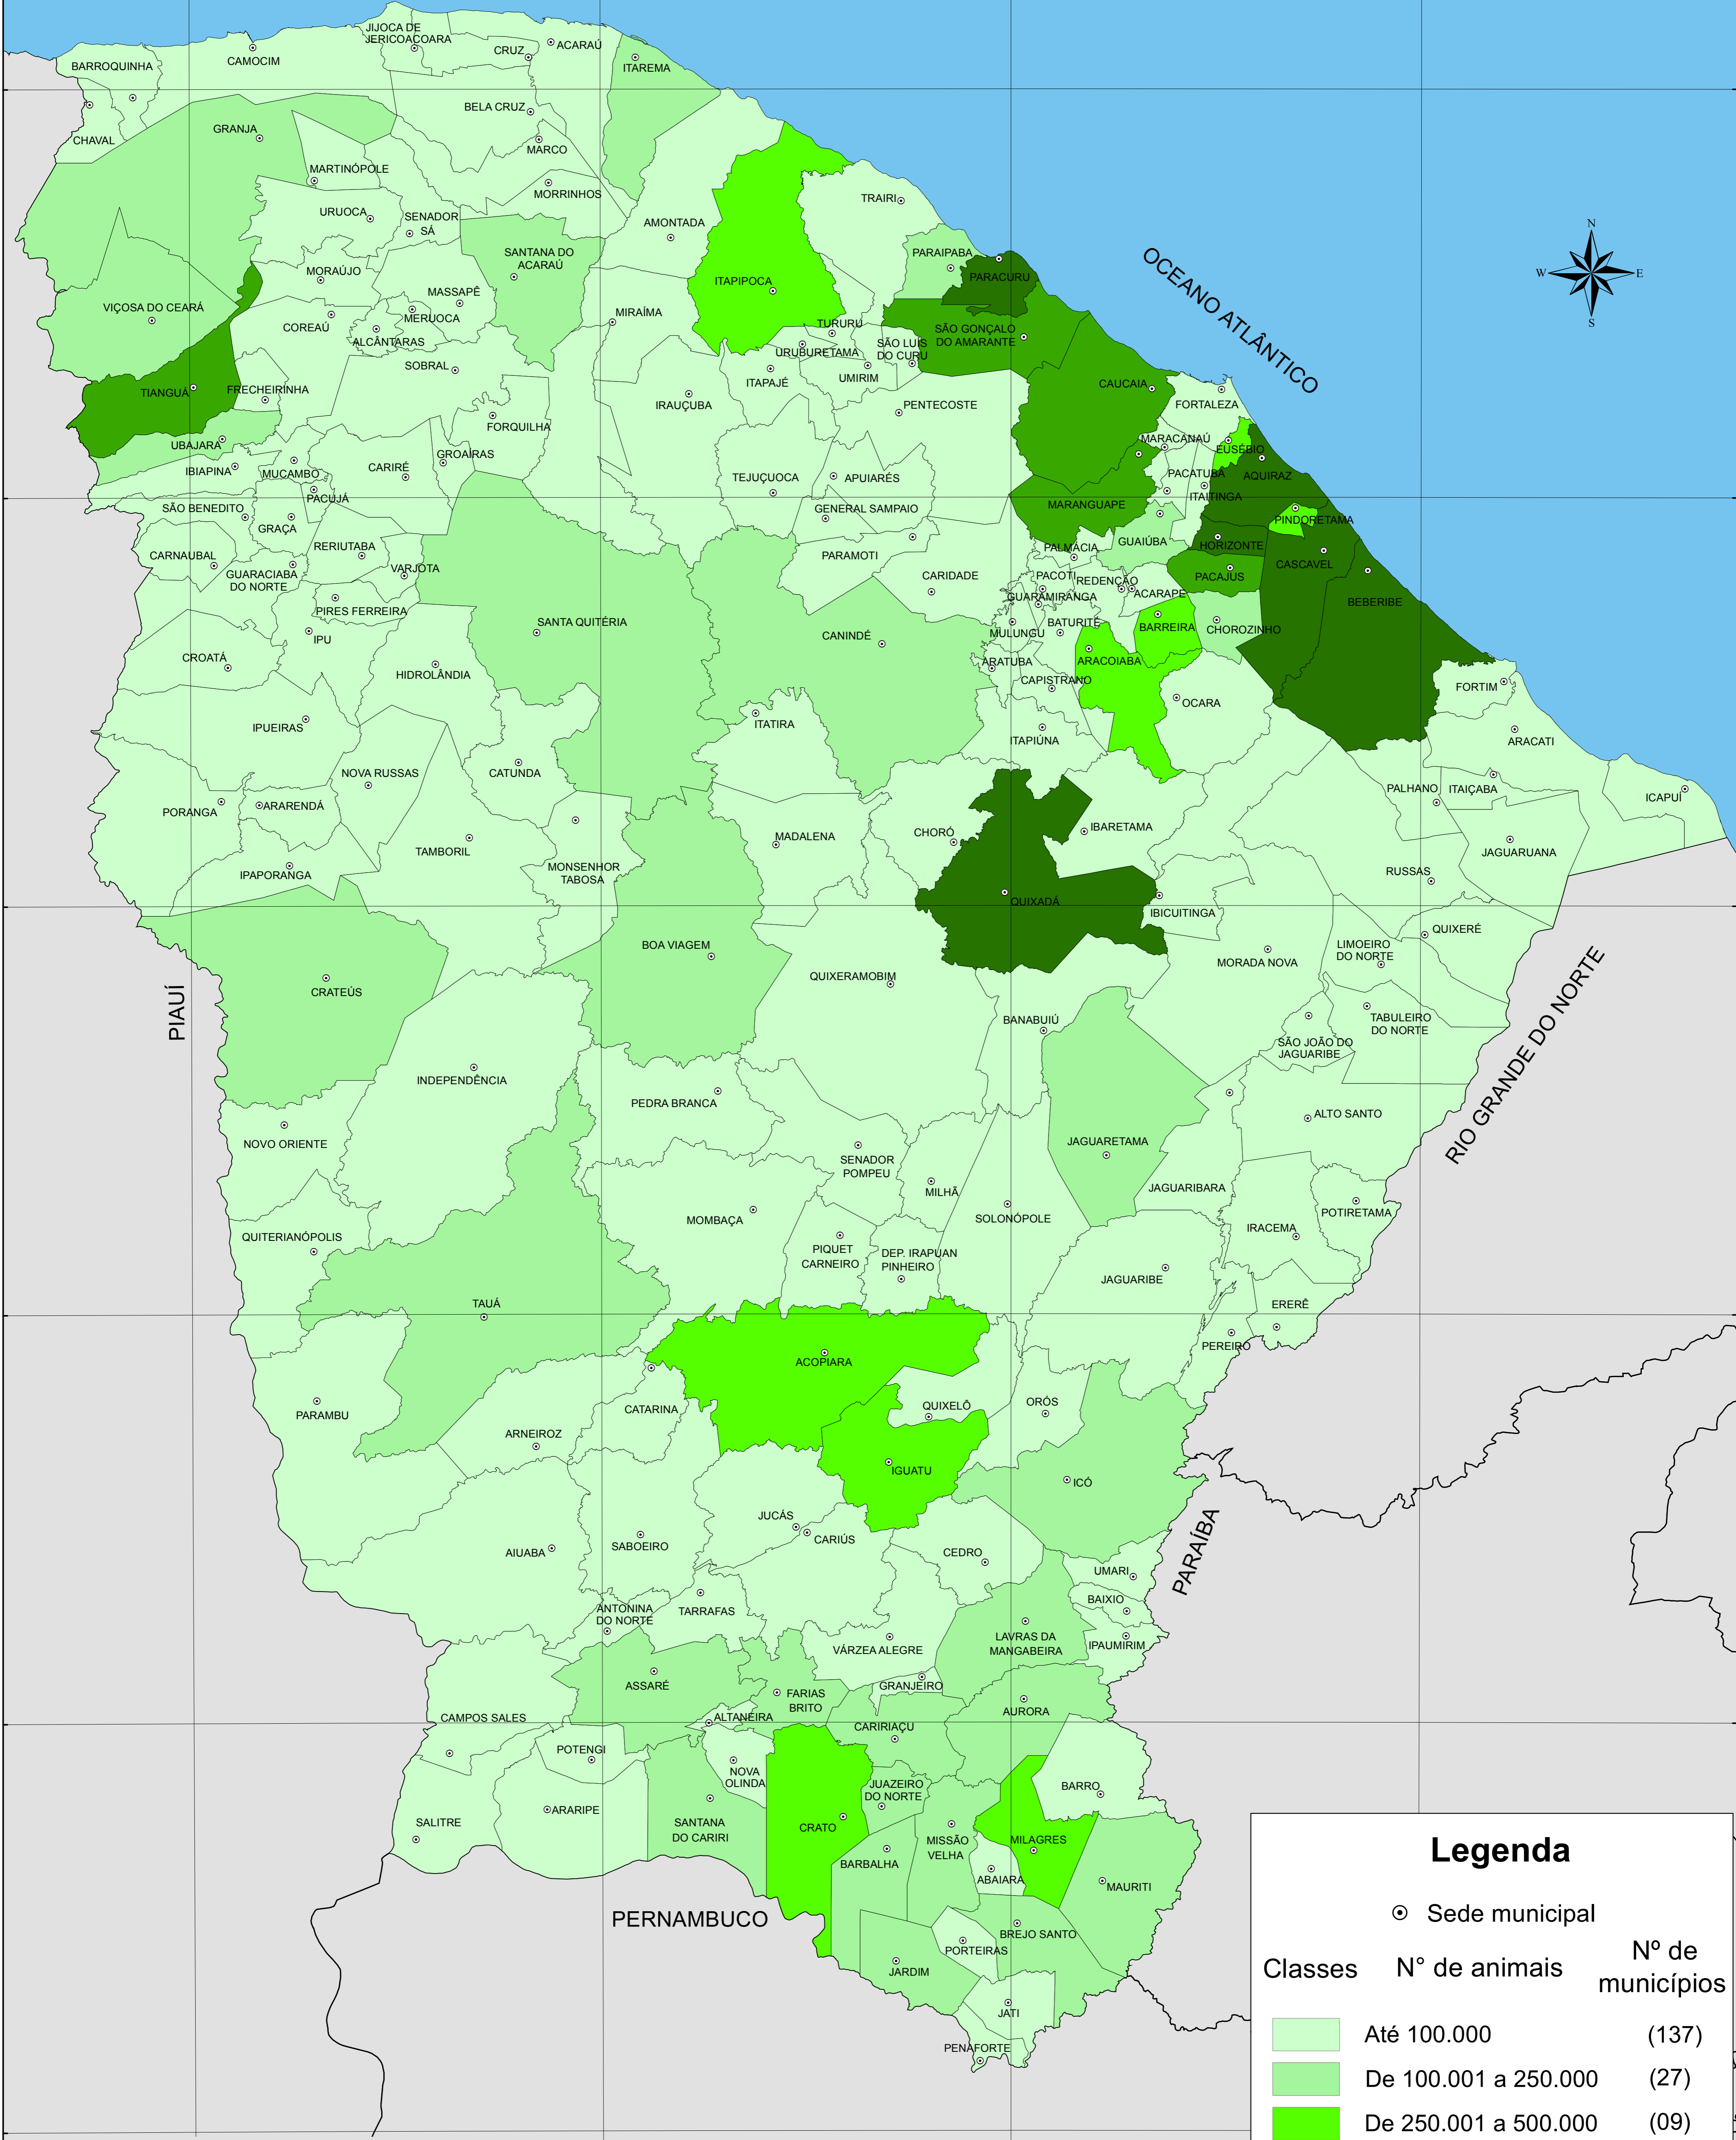 JIJOCA DE
JERICOACOARA
CRUZ
ACARAÚ
BARROQUINHA
CAMOCIM
ITAREMA
BELA CRUZ
CHAVAL
GRANJA
MARCO
MARTINÓPOLE
MORRINHOS
TRAIRI
URUOCA
SENADOR
SÁ
AMONTADA
N
W
E
S
SANTANA DO
ACARAÚ
PARAIPABA
OCEANO ATLÂNTICO
MORAÚJO
ITAPIPOCA
PARACURU
MASSAPÊ
VIÇOSA DO CEARÁ
MERUOCA
MIRAÍMA
COREAÚ
TURURU
SÃO GONÇALO
DO AMARANTE
ALCÂNTARAS
URUBURETAMA
SÃO LUIS
DO CURU
SOBRAL
ITAPAJÉ
UMIRIM
CAUCAIA
TIANGUÁ
FRECHEIRINHA
IRAUÇUBA
PENTECOSTE
FORTALEZA
FORQUILHA
MARACANAÚ
UBAJARA
EUSÉBIO
GROAÍRAS
IBIAPINA
MUCAMBO
CARIRÉ
TEJUÇUOCA
APUIARÉS
PACATUBA
AQUIRAZ
PACUJÁ
ITAITINGA
MARANGUAPE
SÃO BENEDITO
GENERAL SAMPAIO
GRAÇA
PINDORETAMA
GUAIÚBA
RERIUTABA
PALMÁCIA
HORIZONTE
CARNAUBAL
PARAMOTI
VARJOTA
CASCAVEL
GUARACIABA
DO NORTE
CARIDADE
PACOTI
REDENÇÃO
PACAJUS
ACARAPE
GUARAMIRANGA
BEBERIBE
PIRES FERREIRA
SANTA QUITÉRIA
BATURITÉ
BARREIRA
CHOROZINHO
MULUNGU
CANINDÉ
IPU
CROATÁ
ARATUBA
ARACOIABA
HIDROLÂNDIA
CAPISTRANO
FORTIM
OCARA
IPUEIRAS
ITATIRA
ITAPIÚNA
ARACATI
NOVA RUSSAS
CATUNDA
PALHANO
ITAIÇABA
ICAPUÍ
PORANGA
ARARENDÁ
IBARETAMA
CHORÓ
MADALENA
TAMBORIL
JAGUARUANA
MONSENHOR
TABOSA
IPAPORANGA
RUSSAS
QUIXADÁ
IBICUITINGA
QUIXERÉ
BOA VIAGEM
LIMOEIRO
DO NORTE
MORADA NOVA
QUIXERAMOBIM
CRATEÚS
PIAUÍ
BANABUIÚ
TABULEIRO
DO NORTE
SÃO JOÃO DO
JAGUARIBE
RIO GRANDE DO NORTE
INDEPENDÊNCIA
PEDRA BRANCA
ALTO SANTO
NOVO ORIENTE
JAGUARETAMA
SENADOR
POMPEU
JAGUARIBARA
MILHÃ
POTIRETAMA
MOMBAÇA
SOLONÓPOLE
IRACEMA
QUITERIANÓPOLIS
PIQUET
CARNEIRO
DEP. IRAPUAN
PINHEIRO
JAGUARIBE
TAUÁ
ERERÊ
PEREIRO
ACOPIARA
PARAMBU
CATARINA
QUIXELÔ
ORÓS
ARNEIROZ
IGUATU
ICÓ
JUCÁS
CARIÚS
PARAÍBA
SABOEIRO
AIUABA
CEDRO
UMARI
BAIXIO
ANTONINA
DO NORTE
TARRAFAS
LAVRAS DA
MANGABEIRA
IPAUMIRIM
VÁRZEA ALEGRE
ASSARÉ
GRANJEIRO
FARIAS
BRITO
AURORA
CAMPOS SALES
ALTANEIRA
CARIRIAÇU
POTENGI
NOVA
OLINDA
JUAZEIRO
DO NORTE
BARRO
ARARIPE
SALITRE
SANTANA
DO CARIRI
CRATO
MISSÃO
VELHA
MILAGRES
BARBALHA
ABAIARA
MAURITI
PERNAMBUCO
BREJO SANTO
PORTEIRAS
JARDIM
JATI
PENAFORTE
Legenda
Sede municipal
Classes N° de animais Nº de
municípios
Até 100.000 (137)
De 100.001 a 250.000 (27)
De 250.001 a 500.000 (09)